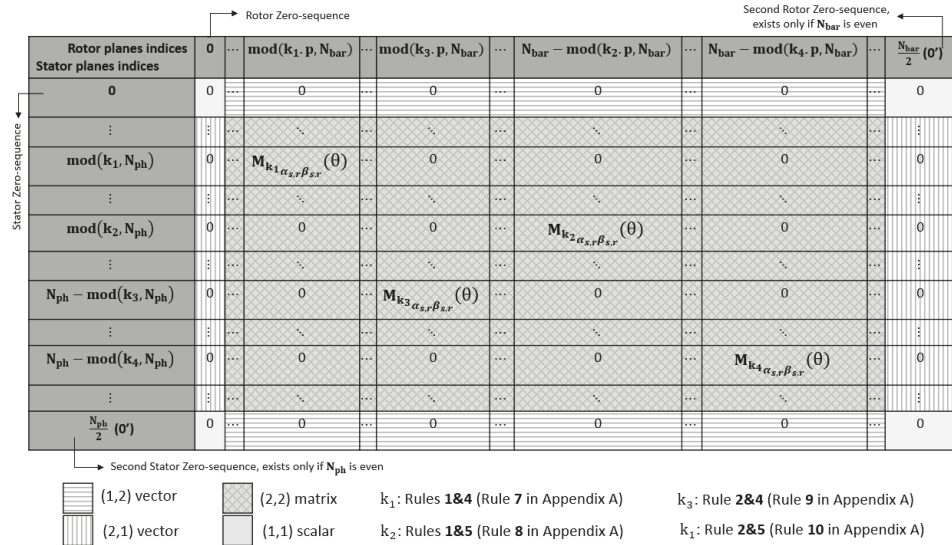 Rotor Zero-sequence
Second Rotor Zero-sequence,
exists only if N_bar is even
Rotor planes indices
Stator planes indices
0 ⋯ mod(k₁. p, N_bar) ⋯ mod(k₃. p, N_bar) ⋯ N_bar − mod(k₂. p, N_bar) ⋯ N_bar − mod(k₄. p, N_bar) ⋯ N_bar/2 (0')
Stator Zero-sequence
0 0 ⋯ 0 ⋯ 0 ⋯ 0 ⋯ 0 ⋯ 0
⋮ ⋮ ⋯ ⋱ ⋯ ⋱ ⋯ ⋱ ⋯ ⋱ ⋯ ⋮
mod(k₁, N_ph) 0 ⋯ M_k₁αs,rβs,r(θ) ⋯ 0 ⋯ 0 ⋯ 0 ⋯ 0
⋮ ⋮ ⋯ ⋱ ⋯ ⋱ ⋯ ⋱ ⋯ ⋱ ⋯ ⋮
mod(k₂, N_ph) 0 ⋯ 0 ⋯ 0 ⋯ M_k₂αs,rβs,r(θ) ⋯ 0 ⋯ 0
⋮ ⋮ ⋯ ⋱ ⋯ ⋱ ⋯ ⋱ ⋯ ⋱ ⋯ ⋮
N_ph − mod(k₃, N_ph) 0 ⋯ 0 ⋯ M_k₃αs,rβs,r(θ) ⋯ 0 ⋯ 0 ⋯ 0
⋮ ⋮ ⋯ ⋱ ⋯ ⋱ ⋯ ⋱ ⋯ ⋱ ⋯ ⋮
N_ph − mod(k₄, N_ph) 0 ⋯ 0 ⋯ 0 ⋯ 0 ⋯ M_k₄αs,rβs,r(θ) ⋯ 0
⋮ ⋮ ⋯ ⋱ ⋯ ⋱ ⋯ ⋱ ⋯ ⋱ ⋯ ⋮
N_ph/2 (0') 0 ⋯ 0 ⋯ 0 ⋯ 0 ⋯ 0 ⋯ 0
Second Stator Zero-sequence, exists only if N_ph is even
(1,2) vector (2,2) matrix k₁: Rules 1&4 (Rule 7 in Appendix A) k₃: Rule 2&4 (Rule 9 in Appendix A)
(2,1) vector (1,1) scalar k₂: Rules 1&5 (Rule 8 in Appendix A) k₁: Rule 2&5 (Rule 10 in Appendix A)